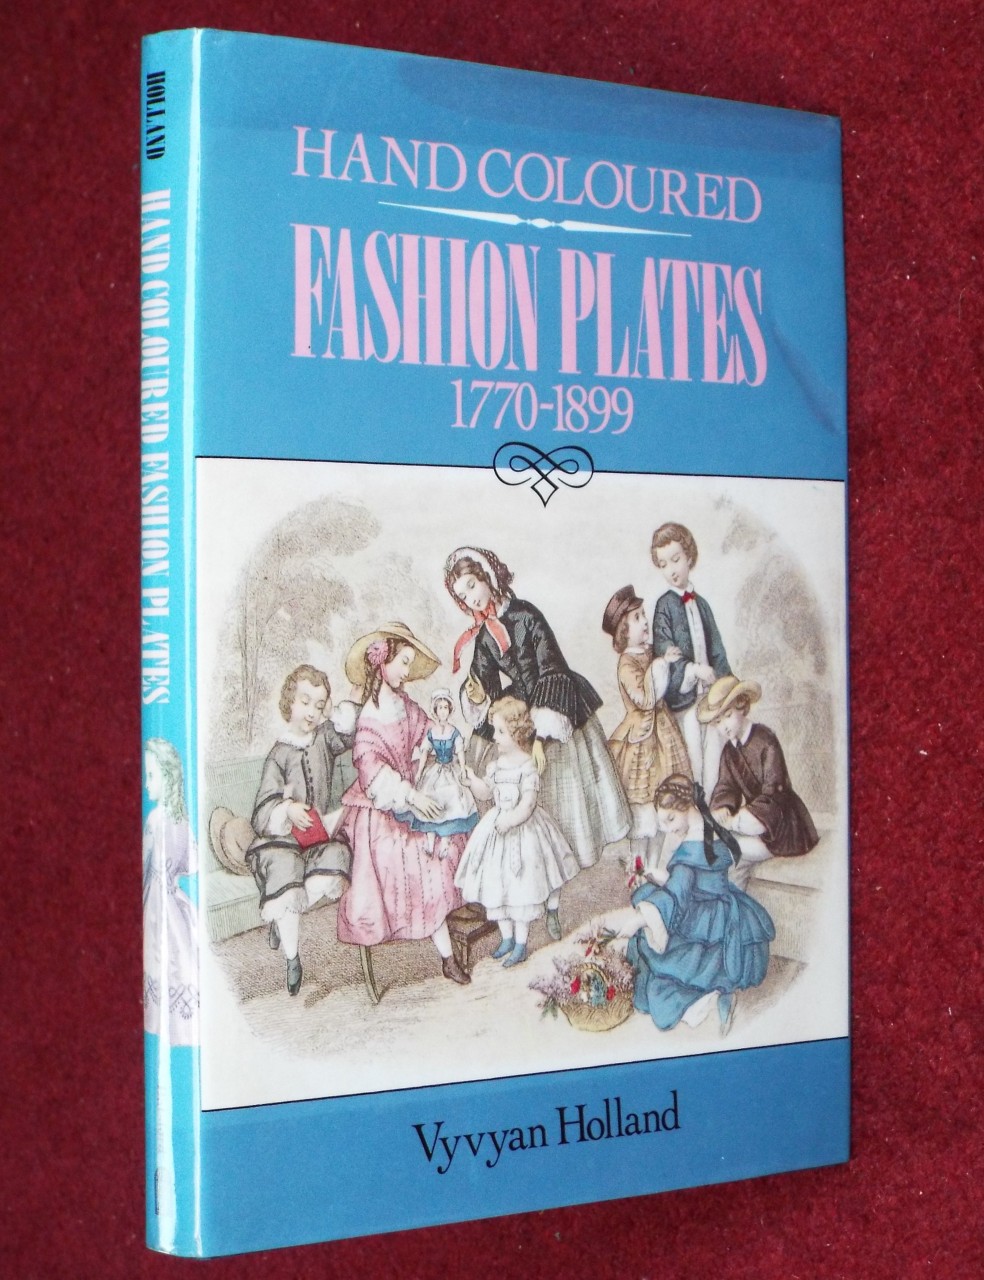 HOLLAND HAND COLOURED FASHION PLATES
HAND COLOURED
FASHION PLATES
1770-1899
Vyvyan Holland